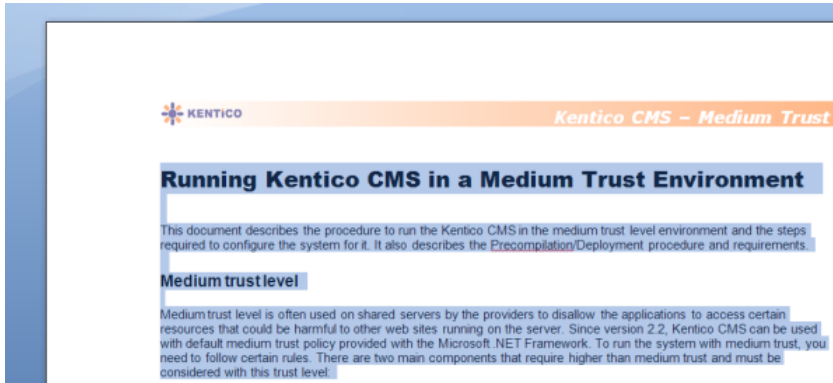 KENTICO
Kentico CMS – Medium Trust
Running Kentico CMS in a Medium Trust Environment
This document describes the procedure to run the Kentico CMS in the medium trust level environment and the steps
required to configure the system for it. It also describes the Precompilation/Deployment procedure and requirements.
Medium trust level
Medium trust level is often used on shared servers by the providers to disallow the applications to access certain
resources that could be harmful to other web sites running on the server. Since version 2.2, Kentico CMS can be used
with default medium trust policy provided with the Microsoft .NET Framework. To run the system with medium trust, you
need to follow certain rules. There are two main components that require higher than medium trust and must be
considered with this trust level: